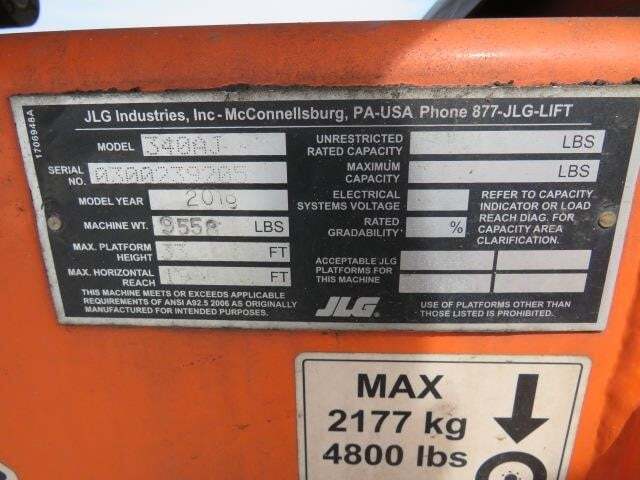 JLG Industries, Inc - McConnellsburg, PA-USA Phone 877-JLG-LIFT
1706948A
MODEL 340AJ
SERIAL NO. 0300239205
MODEL YEAR 2016
MACHINE WT. LBS
MAX. PLATFORM HEIGHT FT
MAX. HORIZONTAL REACH FT
THIS MACHINE MEETS OR EXCEEDS APPLICABLE
REQUIREMENTS OF ANSI A92.5 2006 AS ORIGINALLY
MANUFACTURED FOR INTENDED PURPOSES.
UNRESTRICTED
RATED CAPACITY LBS
MAXIMUM
CAPACITY LBS
ELECTRICAL
SYSTEMS VOLTAGE
RATED
GRADABILITY %
REFER TO CAPACITY
INDICATOR OR LOAD
REACH DIAG. FOR
CAPACITY AREA
CLARIFICATION.
ACCEPTABLE JLG
PLATFORMS FOR
THIS MACHINE
JLG
USE OF PLATFORMS OTHER THAN
THOSE LISTED IS PROHIBITED.
MAX
2177 kg
4800 lbs